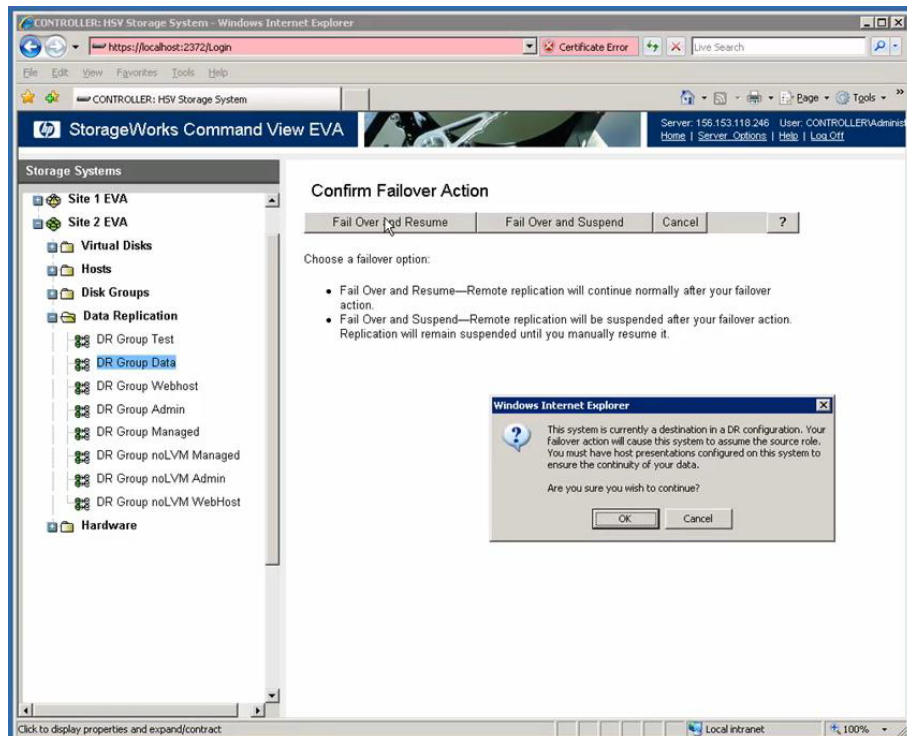 CONTROLLER: HSV Storage System - Windows Internet Explorer
https://localhost:2372/Login
Certificate Error
Live Search
File Edit View Favorites Tools Help
CONTROLLER: HSV Storage System
Page Tools
hp StorageWorks Command View EVA
Server: 156.153.118.246 User: CONTROLLER\Administ
Home | Server Options | Help | Log Off
Storage Systems
Site 1 EVA
Site 2 EVA
Virtual Disks
Hosts
Disk Groups
Data Replication
DR Group Test
DR Group Data
DR Group Webhost
DR Group Admin
DR Group Managed
DR Group noLVM Managed
DR Group noLVM Admin
DR Group noLVM WebHost
Hardware
Confirm Failover Action
Fail Over and Resume Fail Over and Suspend Cancel ?
Choose a failover option:
• Fail Over and Resume—Remote replication will continue normally after your failover
action.
• Fail Over and Suspend—Remote replication will be suspended after your failover action.
Replication will remain suspended until you manually resume it.
Windows Internet Explorer
This system is currently a destination in a DR configuration. Your
failover action will cause this system to assume the source role.
You must have host presentations configured on this system to
ensure the continuity of your data.
Are you sure you wish to continue?
OK Cancel
Click to display properties and expand/contract
Local intranet
100%